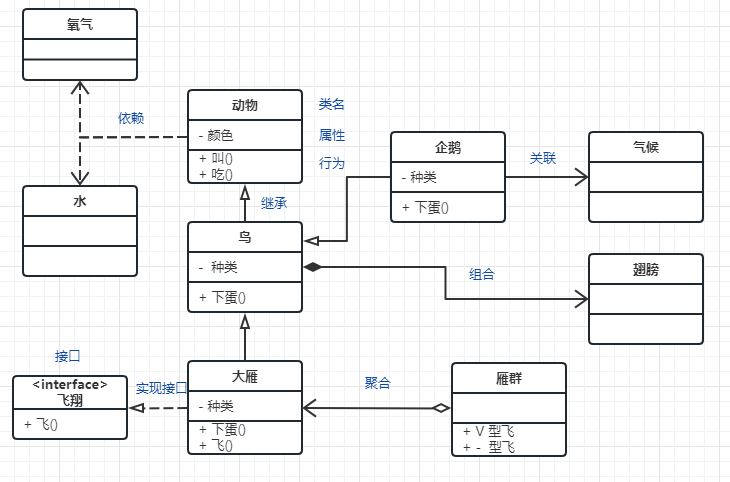 氧气
依赖
动物
类名
- 颜色
属性
+ 叫()
+ 吃()
行为
企鹅
- 种类
+ 下蛋()
关联
气候
水
继承
鸟
- 种类
+ 下蛋()
组合
翅膀
接口
<interface>
飞翔
+ 飞()
实现接口
大雁
- 种类
+ 下蛋()
+ 飞()
聚合
雁群
+ V 型飞
+ - 型飞